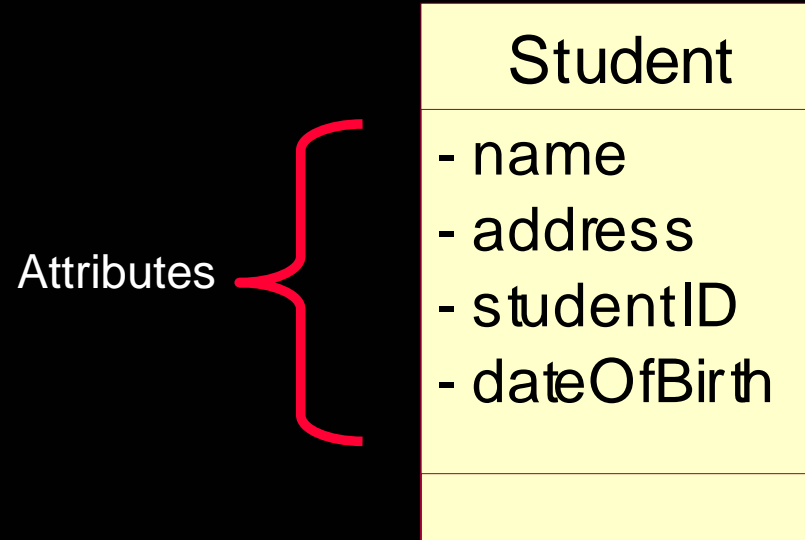 Student
- name
- address
Attributes
- studentID
- dateOfBirth